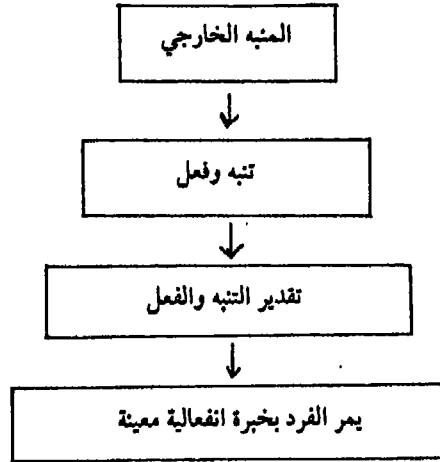 المنبه الخارجي
تنبه وفعل
تقدير التنبه والفعل
يمر الفرد بخبرة انفعالية معينة